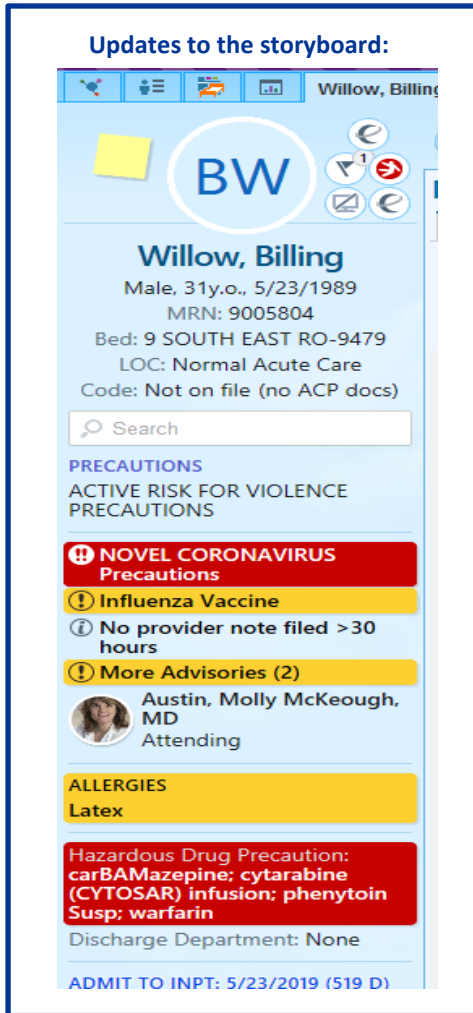 Updates to the storyboard:
Willow, Billing
BW
1
Willow, Billing
Male, 31y.o., 5/23/1989
MRN: 9005804
Bed: 9 SOUTH EAST RO-9479
LOC: Normal Acute Care
Code: Not on file (no ACP docs)
Search
PRECAUTIONS
ACTIVE RISK FOR VIOLENCE
PRECAUTIONS
NOVEL CORONAVIRUS
Precautions
Influenza Vaccine
No provider note filed >30
hours
More Advisories (2)
Austin, Molly McKeough,
MD
Attending
ALLERGIES
Latex
Hazardous Drug Precaution:
carBAMazepine; cytarabine
(CYTOSAR) infusion; phenytoin
Susp; warfarin
Discharge Department: None
ADMIT TO INPT: 5/23/2019 (519 D)